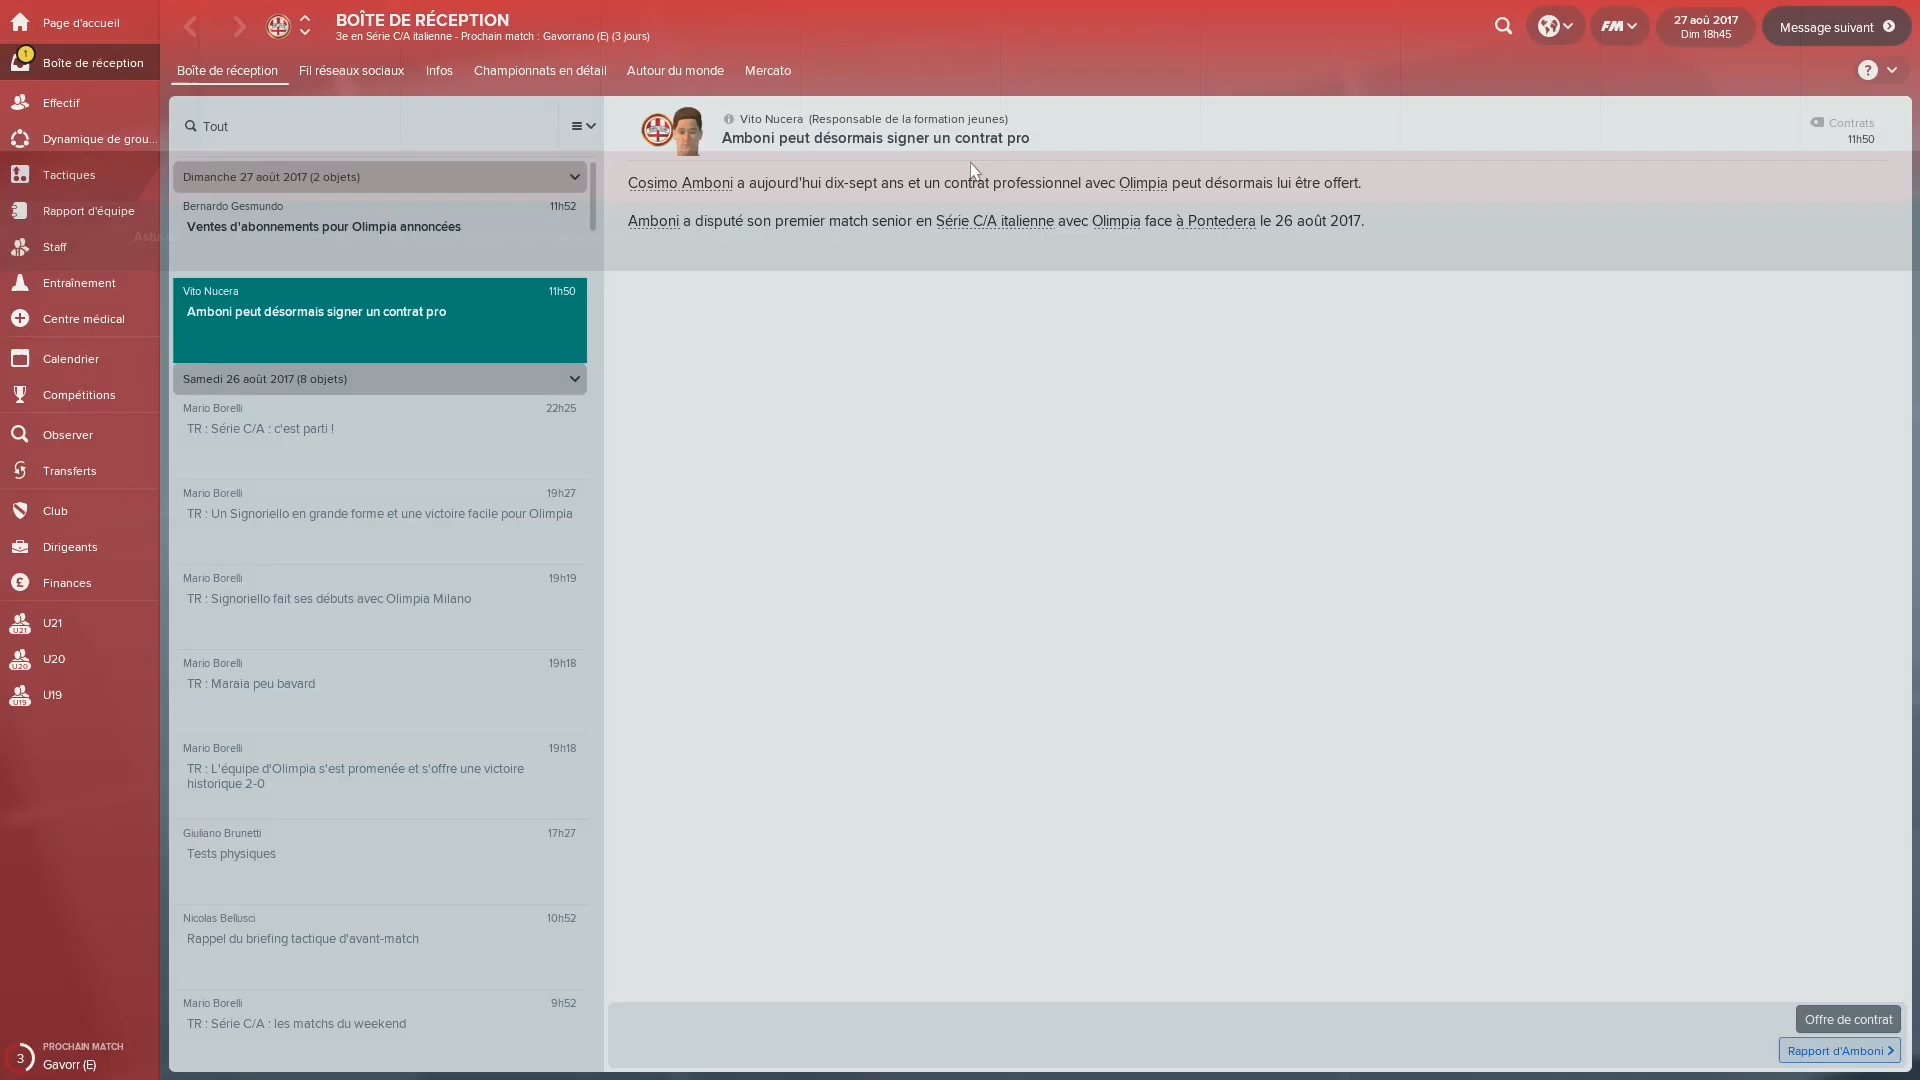 Page d'accueil
1
Boîte de réception
Effectif
Dynamique de grou...
Tactiques
Rapport d'équipe
Staff
Entraînement
Centre médical
Calendrier
Compétitions
Observer
Transferts
Club
Dirigeants
Finances
U21
U21
U20
U20
U19
U19
3
PROCHAIN MATCH
Gavorr (E)
BOÎTE DE RÉCEPTION
3e en Série C/A italienne - Prochain match : Gavorrano (E) (3 jours)
FM
27 aoû 2017
Dim 18h45
Message suivant
Boîte de réception
Fil réseaux sociaux
Infos
Championnats en détail
Autour du monde
Mercato
?
Tout
Dimanche 27 août 2017 (2 objets)
Bernardo Gesmundo 11h52
Ventes d'abonnements pour Olimpia annoncées
Vito Nucera 11h50
Amboni peut désormais signer un contrat pro
Samedi 26 août 2017 (8 objets)
Mario Borelli 22h25
TR : Série C/A : c'est parti !
Mario Borelli 19h27
TR : Un Signoriello en grande forme et une victoire facile pour Olimpia
Mario Borelli 19h19
TR : Signoriello fait ses débuts avec Olimpia Milano
Mario Borelli 19h18
TR : Maraia peu bavard
Mario Borelli 19h18
TR : L'équipe d'Olimpia s'est promenée et s'offre une victoire
historique 2-0
Giuliano Brunetti 17h27
Tests physiques
Nicolas Bellusci 10h52
Rappel du briefing tactique d'avant-match
Mario Borelli 9h52
TR : Série C/A : les matchs du weekend
Vito Nucera (Responsable de la formation jeunes)
Amboni peut désormais signer un contrat pro
Contrats
11h50
Cosimo Amboni a aujourd'hui dix-sept ans et un contrat professionnel avec Olimpia peut désormais lui être offert.
Amboni a disputé son premier match senior en Série C/A italienne avec Olimpia face à Pontedera le 26 août 2017.
Offre de contrat
Rapport d'Amboni